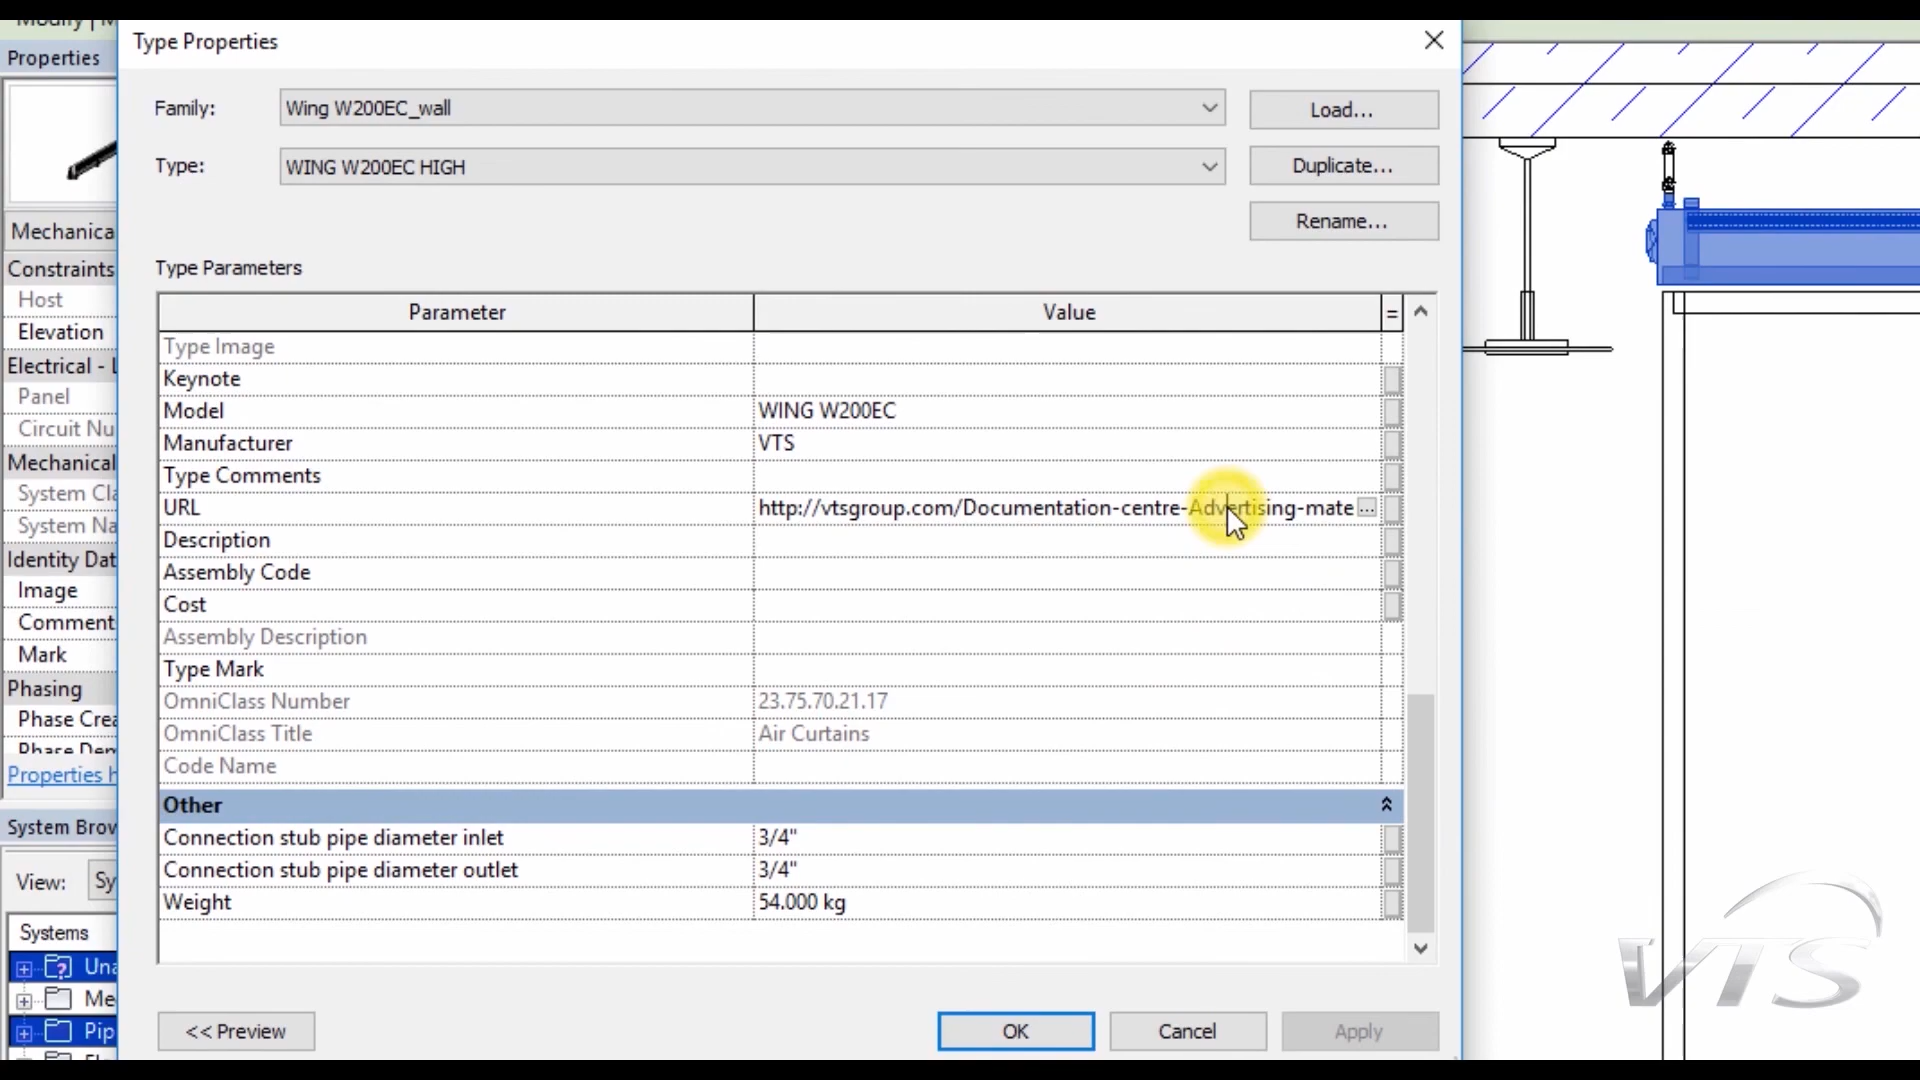 Type Properties
Properties
Family:
Wing W200EC_wall
Load...
Type:
WING W200EC HIGH
Duplicate...
Rename...
Mechanica
Type Parameters
Constraints
Host
Elevation
Electrical - L
Panel
Circuit Nu
Mechanical
System Cla
System Na
Identity Dat
Image
Comment
Mark
Phasing
Phase Crea
Phase Dem
Properties h
Parameter Value =
Type Image
Keynote
Model WING W200EC
Manufacturer VTS
Type Comments
URL http://vtsgroup.com/Documentation-centre-Advertising-mate ...
Description
Assembly Code
Cost
Assembly Description
Type Mark
OmniClass Number 23.75.70.21.17
OmniClass Title Air Curtains
Code Name
Other
Connection stub pipe diameter inlet 3/4"
Connection stub pipe diameter outlet 3/4"
Weight 54.000 kg
System Brow
View: Sy
Systems
Una
Me
Pip
<< Preview
OK
Cancel
Apply
VTS